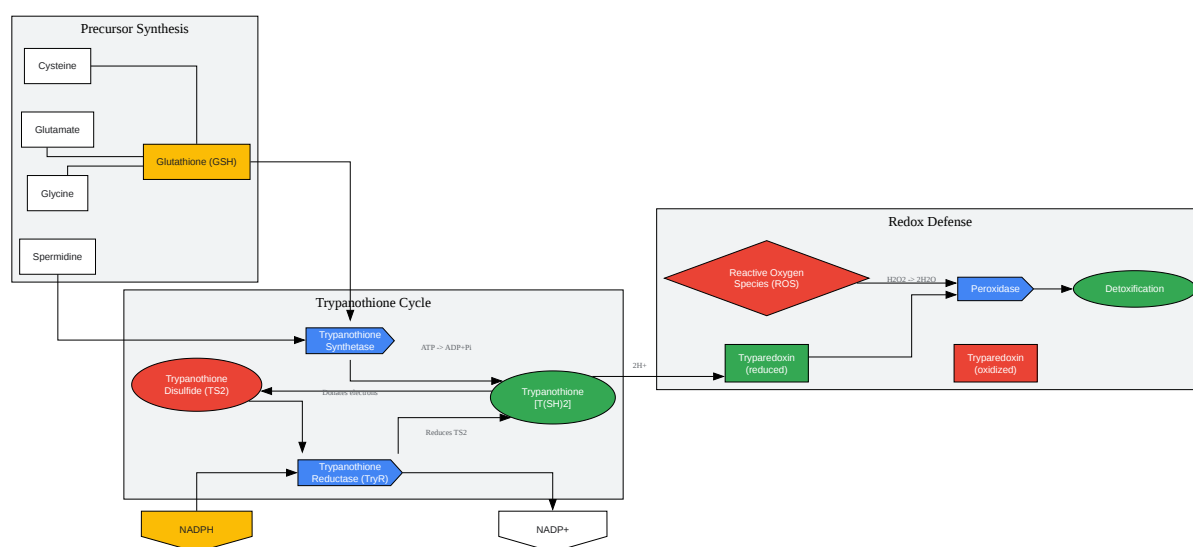 Precursor Synthesis
Cysteine
Glutamate
Glutathione (GSH)
Glycine
Spermidine
Trypanothione Cycle
Trypanothione
Synthetase
ATP -> ADP+Pi
Trypanothione
Disulfide (TS2)
Donates electrons
Trypanothione
[T(SH)2]
Reduces TS2
Trypanothione
Reductase (TryR)
NADPH
NADP+
2H+
Redox Defense
Reactive Oxygen
Species (ROS)
H2O2 -> 2H2O
Peroxidase
Detoxification
Tryparedoxin
(reduced)
Tryparedoxin
(oxidized)